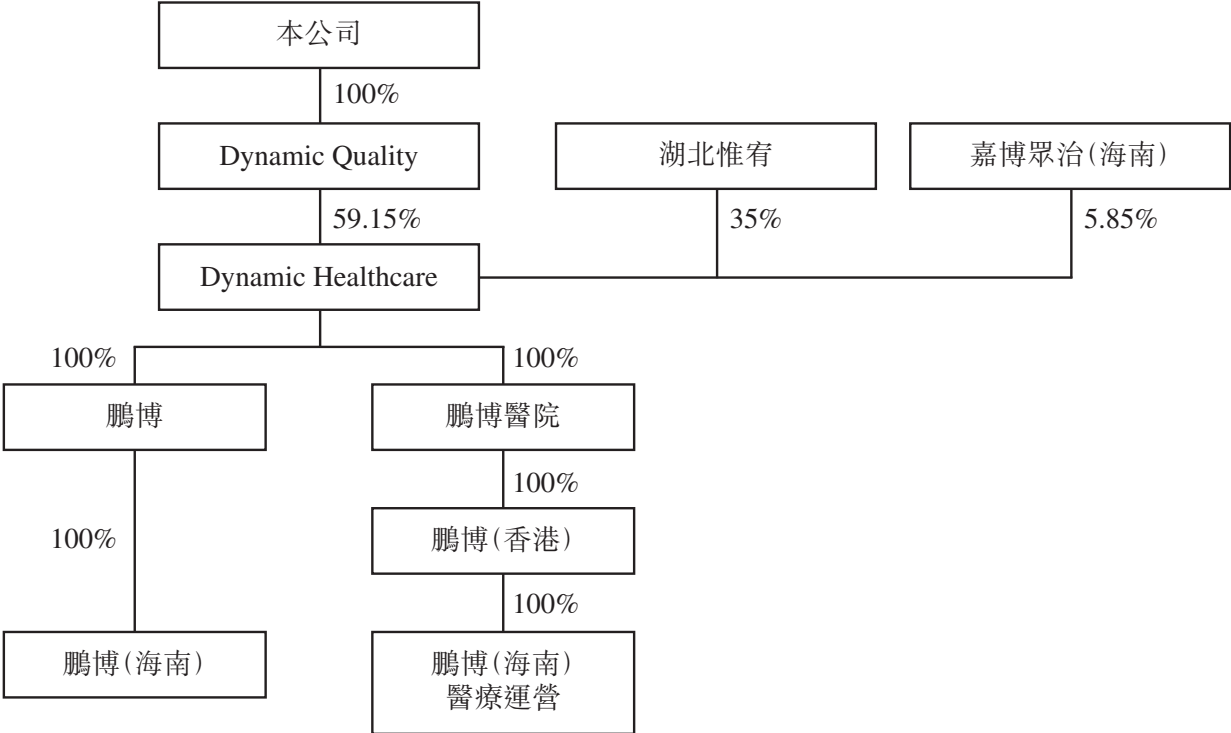 本公司
100%
Dynamic Quality
湖北惟宥
嘉博眾治(海南)
59.15%
35%
5.85%
Dynamic Healthcare
100%
100%
鵬博
鵬博醫院
100%
100%
鵬博(香港)
100%
鵬博(海南)
鵬博(海南)
醫療運營